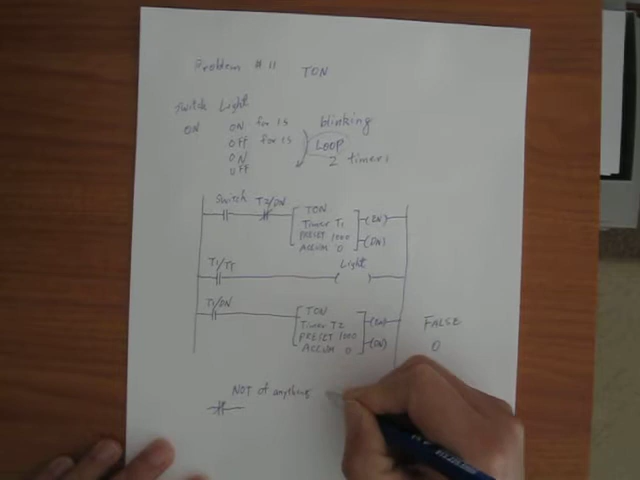 Problem # 11 TON
Switch Light
ON ON for 1s blinking
OFF for 1s LOOP
ON 2 timers
OFF
Switch T2/DN TON
Timer T1 (EN)
PRESET 1000
ACCUM 0 (DN)
T1/TT Light
T1/DN TON
Timer T2 (EN) FALSE
PRESET 1000
ACCUM 0 (DN) 0
NOT of anything